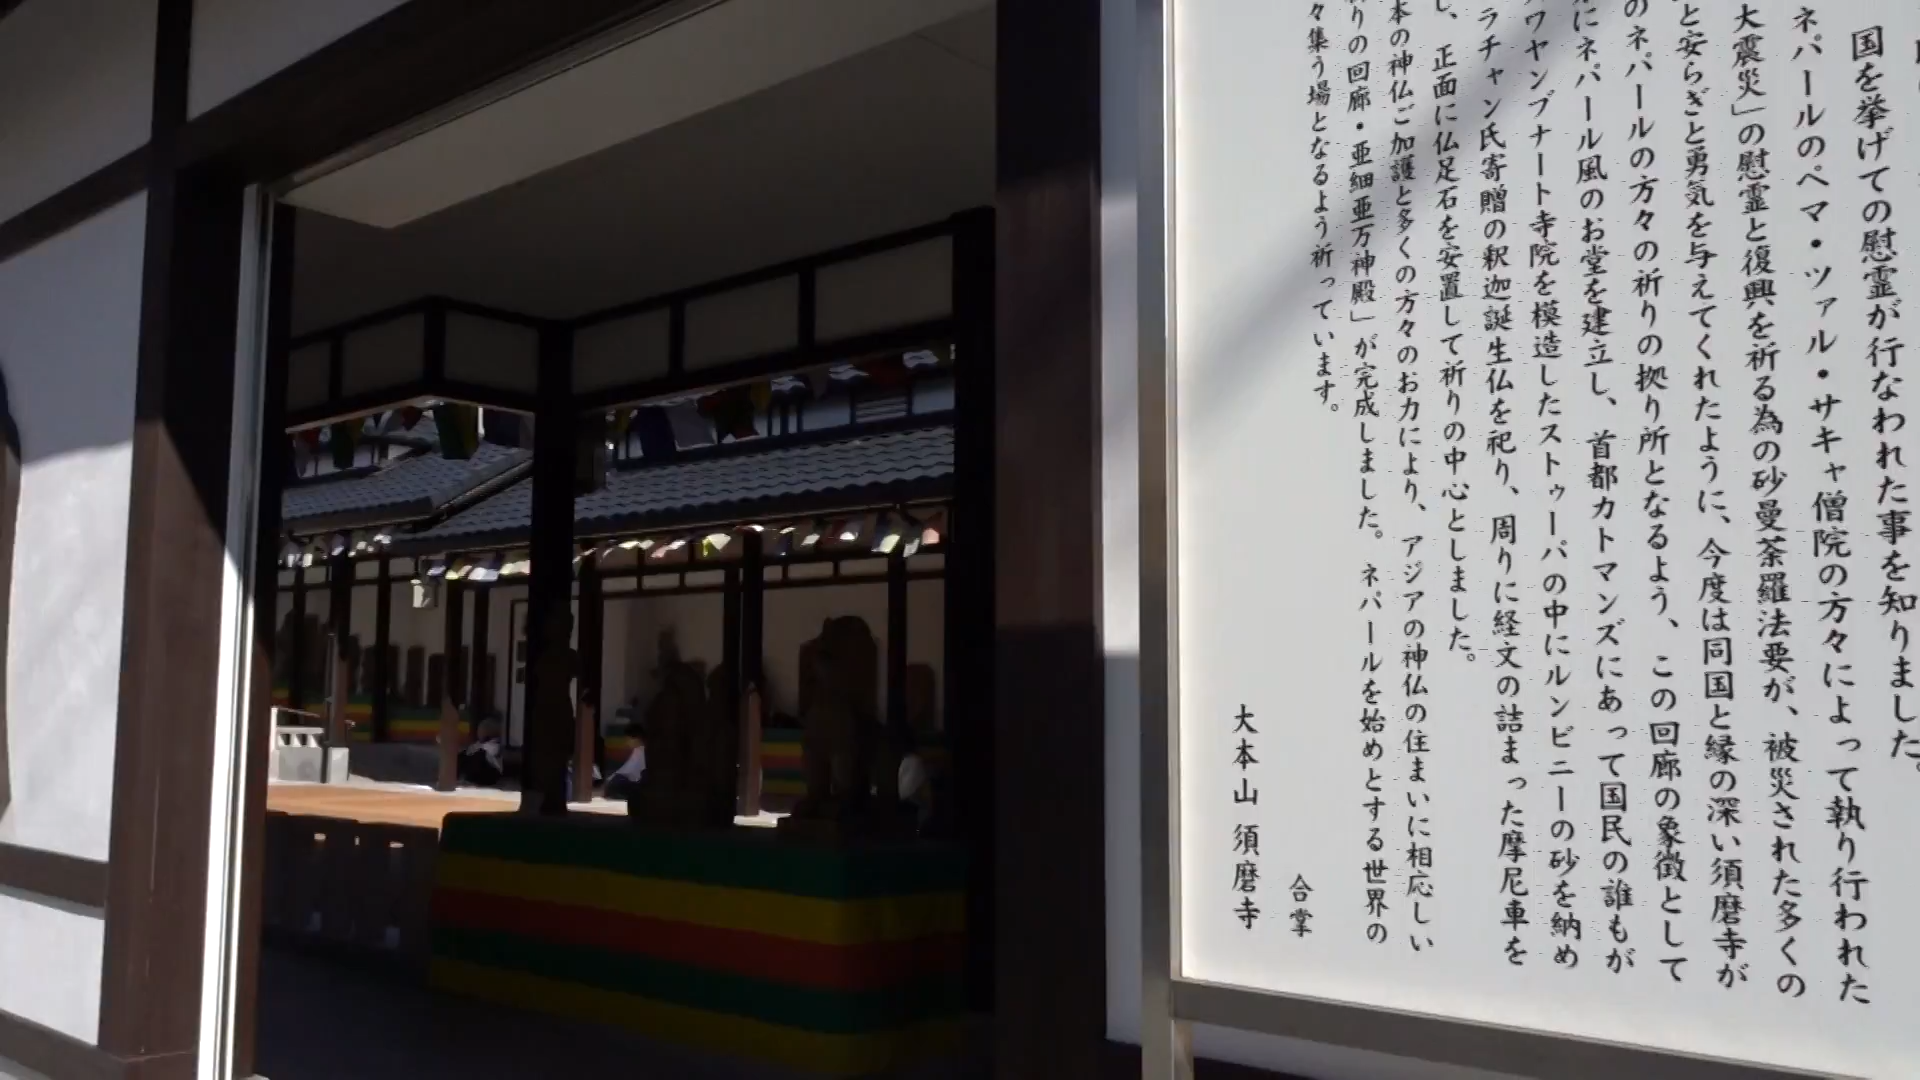 国を挙げての慰霊が行なわれた事を知りました。
ネパールのペマ・ツァル・サキャ僧院の方々によって執り行われた
大震災」の慰霊と復興を祈る為の砂曼荼羅法要が、被災された多くの
と安らぎと勇気を与えてくれたように、今度は同国と縁の深い須磨寺が
のネパールの方々の祈りの拠り所となるよう、この回廊の象徴として
にネパール風のお堂を建立し、首都カトマンズにあって国民の誰もが
ワヤンブナート寺院を模造したストゥーパの中にルンビニーの砂を納め
ラチャン氏寄贈の釈迦誕生仏を祀り、周りに経文の詰まった摩尼車を
し、正面に仏足石を安置して祈りの中心としました。
本の神仏ご加護と多くの方々のお力により、アジアの神仏の住まいに相応しい
りの回廊・亜細亜万神殿」が完成しました。ネパールを始めとする世界の
々集う場となるよう祈っています。
合掌
大本山 須磨寺